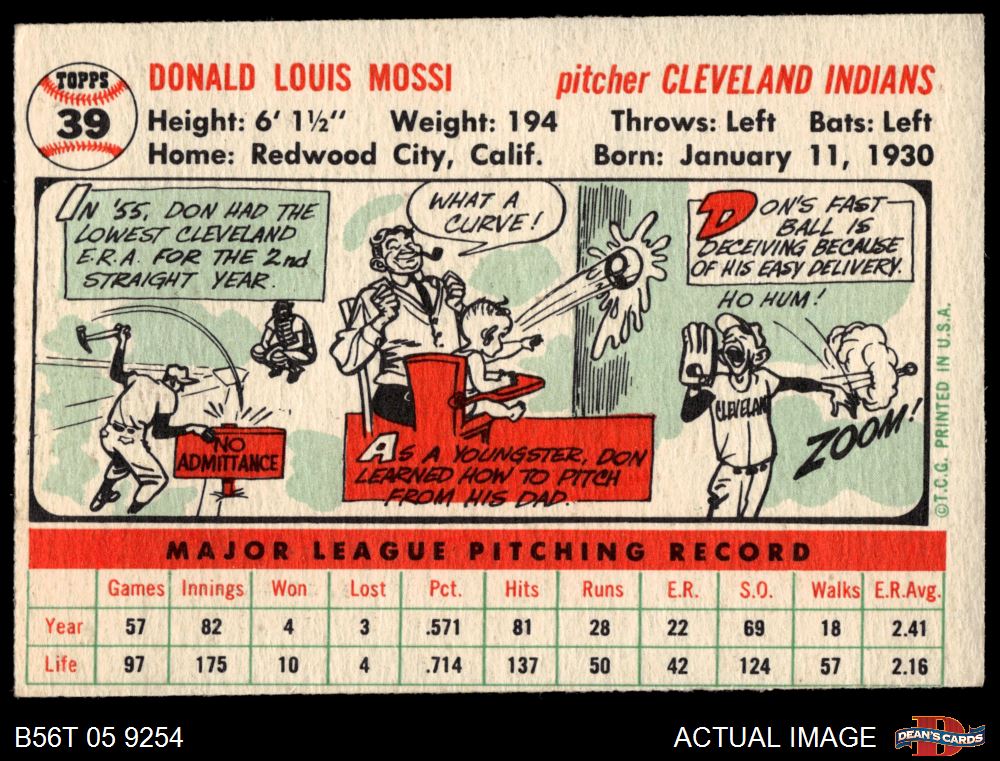 TOPPS
39
DONALD LOUIS MOSSI pitcher CLEVELAND INDIANS
Height: 6' 1½" Weight: 194 Throws: Left Bats: Left
Home: Redwood City, Calif. Born: January 11, 1930
IN '55, DON HAD THE
LOWEST CLEVELAND
E.R.A. FOR THE 2nd
STRAIGHT YEAR.
NO
ADMITTANCE
WHAT A
CURVE!
AS A YOUNGSTER, DON
LEARNED HOW TO PITCH
FROM HIS DAD.
DON'S FAST
BALL IS
DECEIVING BECAUSE
OF HIS EASY DELIVERY.
HO HUM!
CLEVELAND
ZOOM!
©T.C.G. PRINTED IN U.S.A.
MAJOR LEAGUE PITCHING RECORD
Games Innings Won Lost Pct. Hits Runs E.R. S.O. Walks E.R.Avg.
Year 57 82 4 3 .571 81 28 22 69 18 2.41
Life 97 175 10 4 .714 137 50 42 124 57 2.16
B56T 05 9254 ACTUAL IMAGE
DEAN'S CARDS